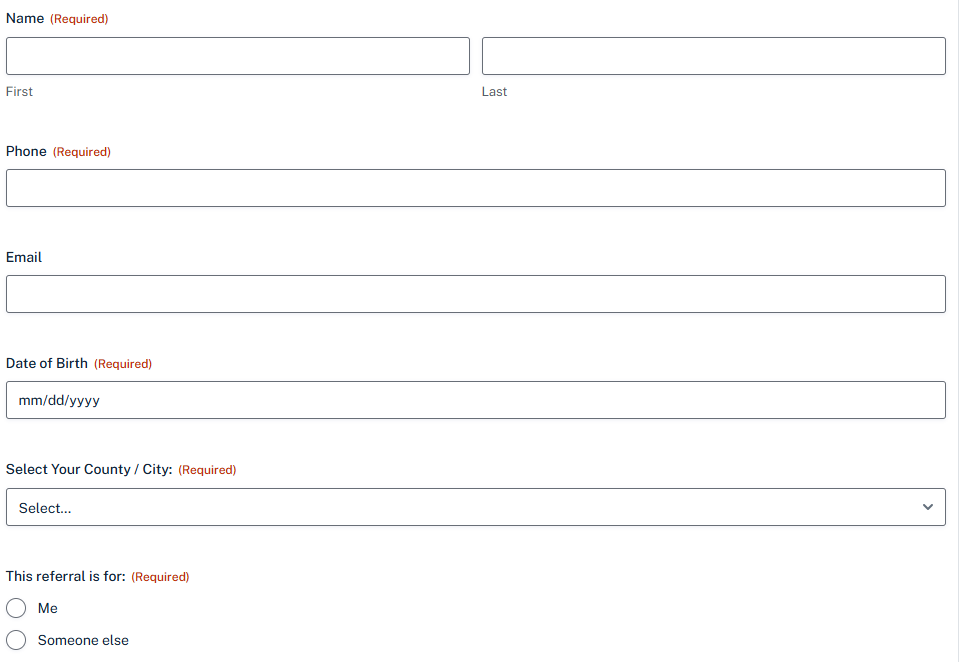 Name (Required)
First Last
Phone (Required)
Email
Date of Birth (Required)
mm/dd/yyyy
Select Your County / City: (Required)
Select...
This referral is for: (Required)
Me
Someone else